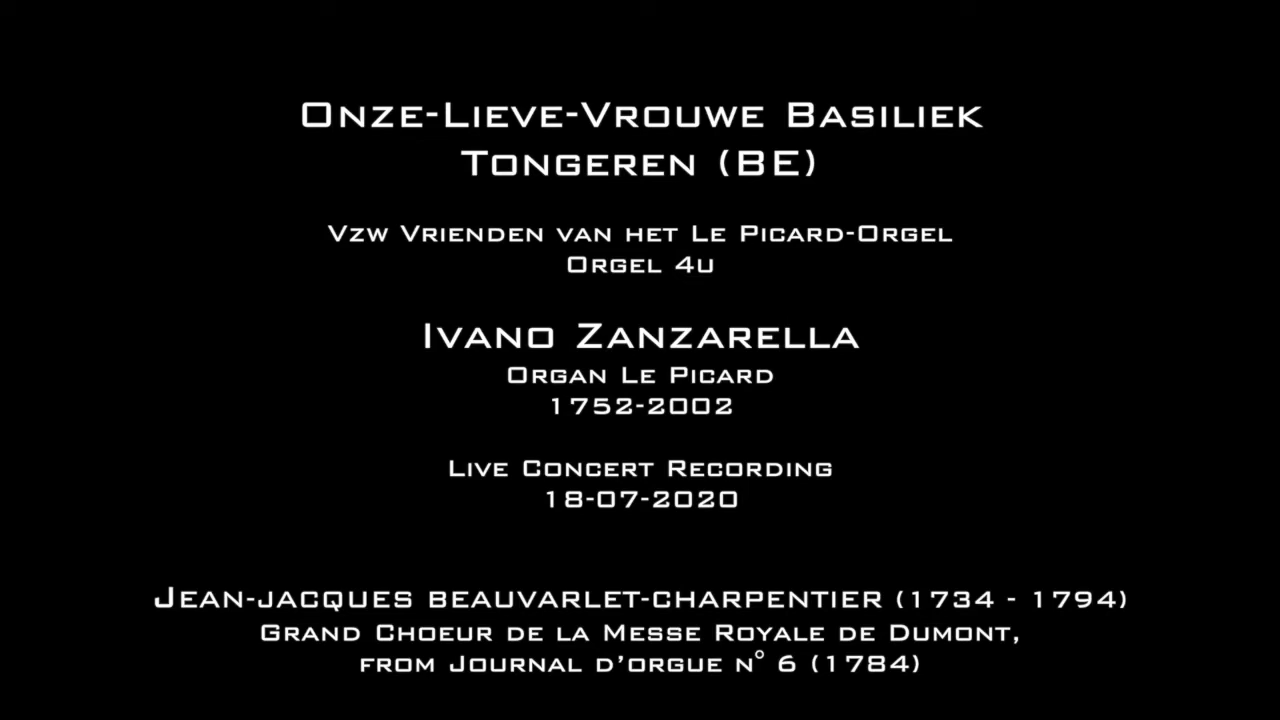 Onze-Lieve-Vrouwe Basiliek
Tongeren (BE)
Vzw Vrienden van het Le Picard-Orgel
Orgel 4u
Ivano Zanzarella
Organ Le Picard
1752-2002
Live Concert Recording
18-07-2020
Jean-jacques beauvarlet-charpentier (1734 - 1794)
Grand Choeur de la Messe Royale de Dumont,
from Journal d’orgue n° 6 (1784)